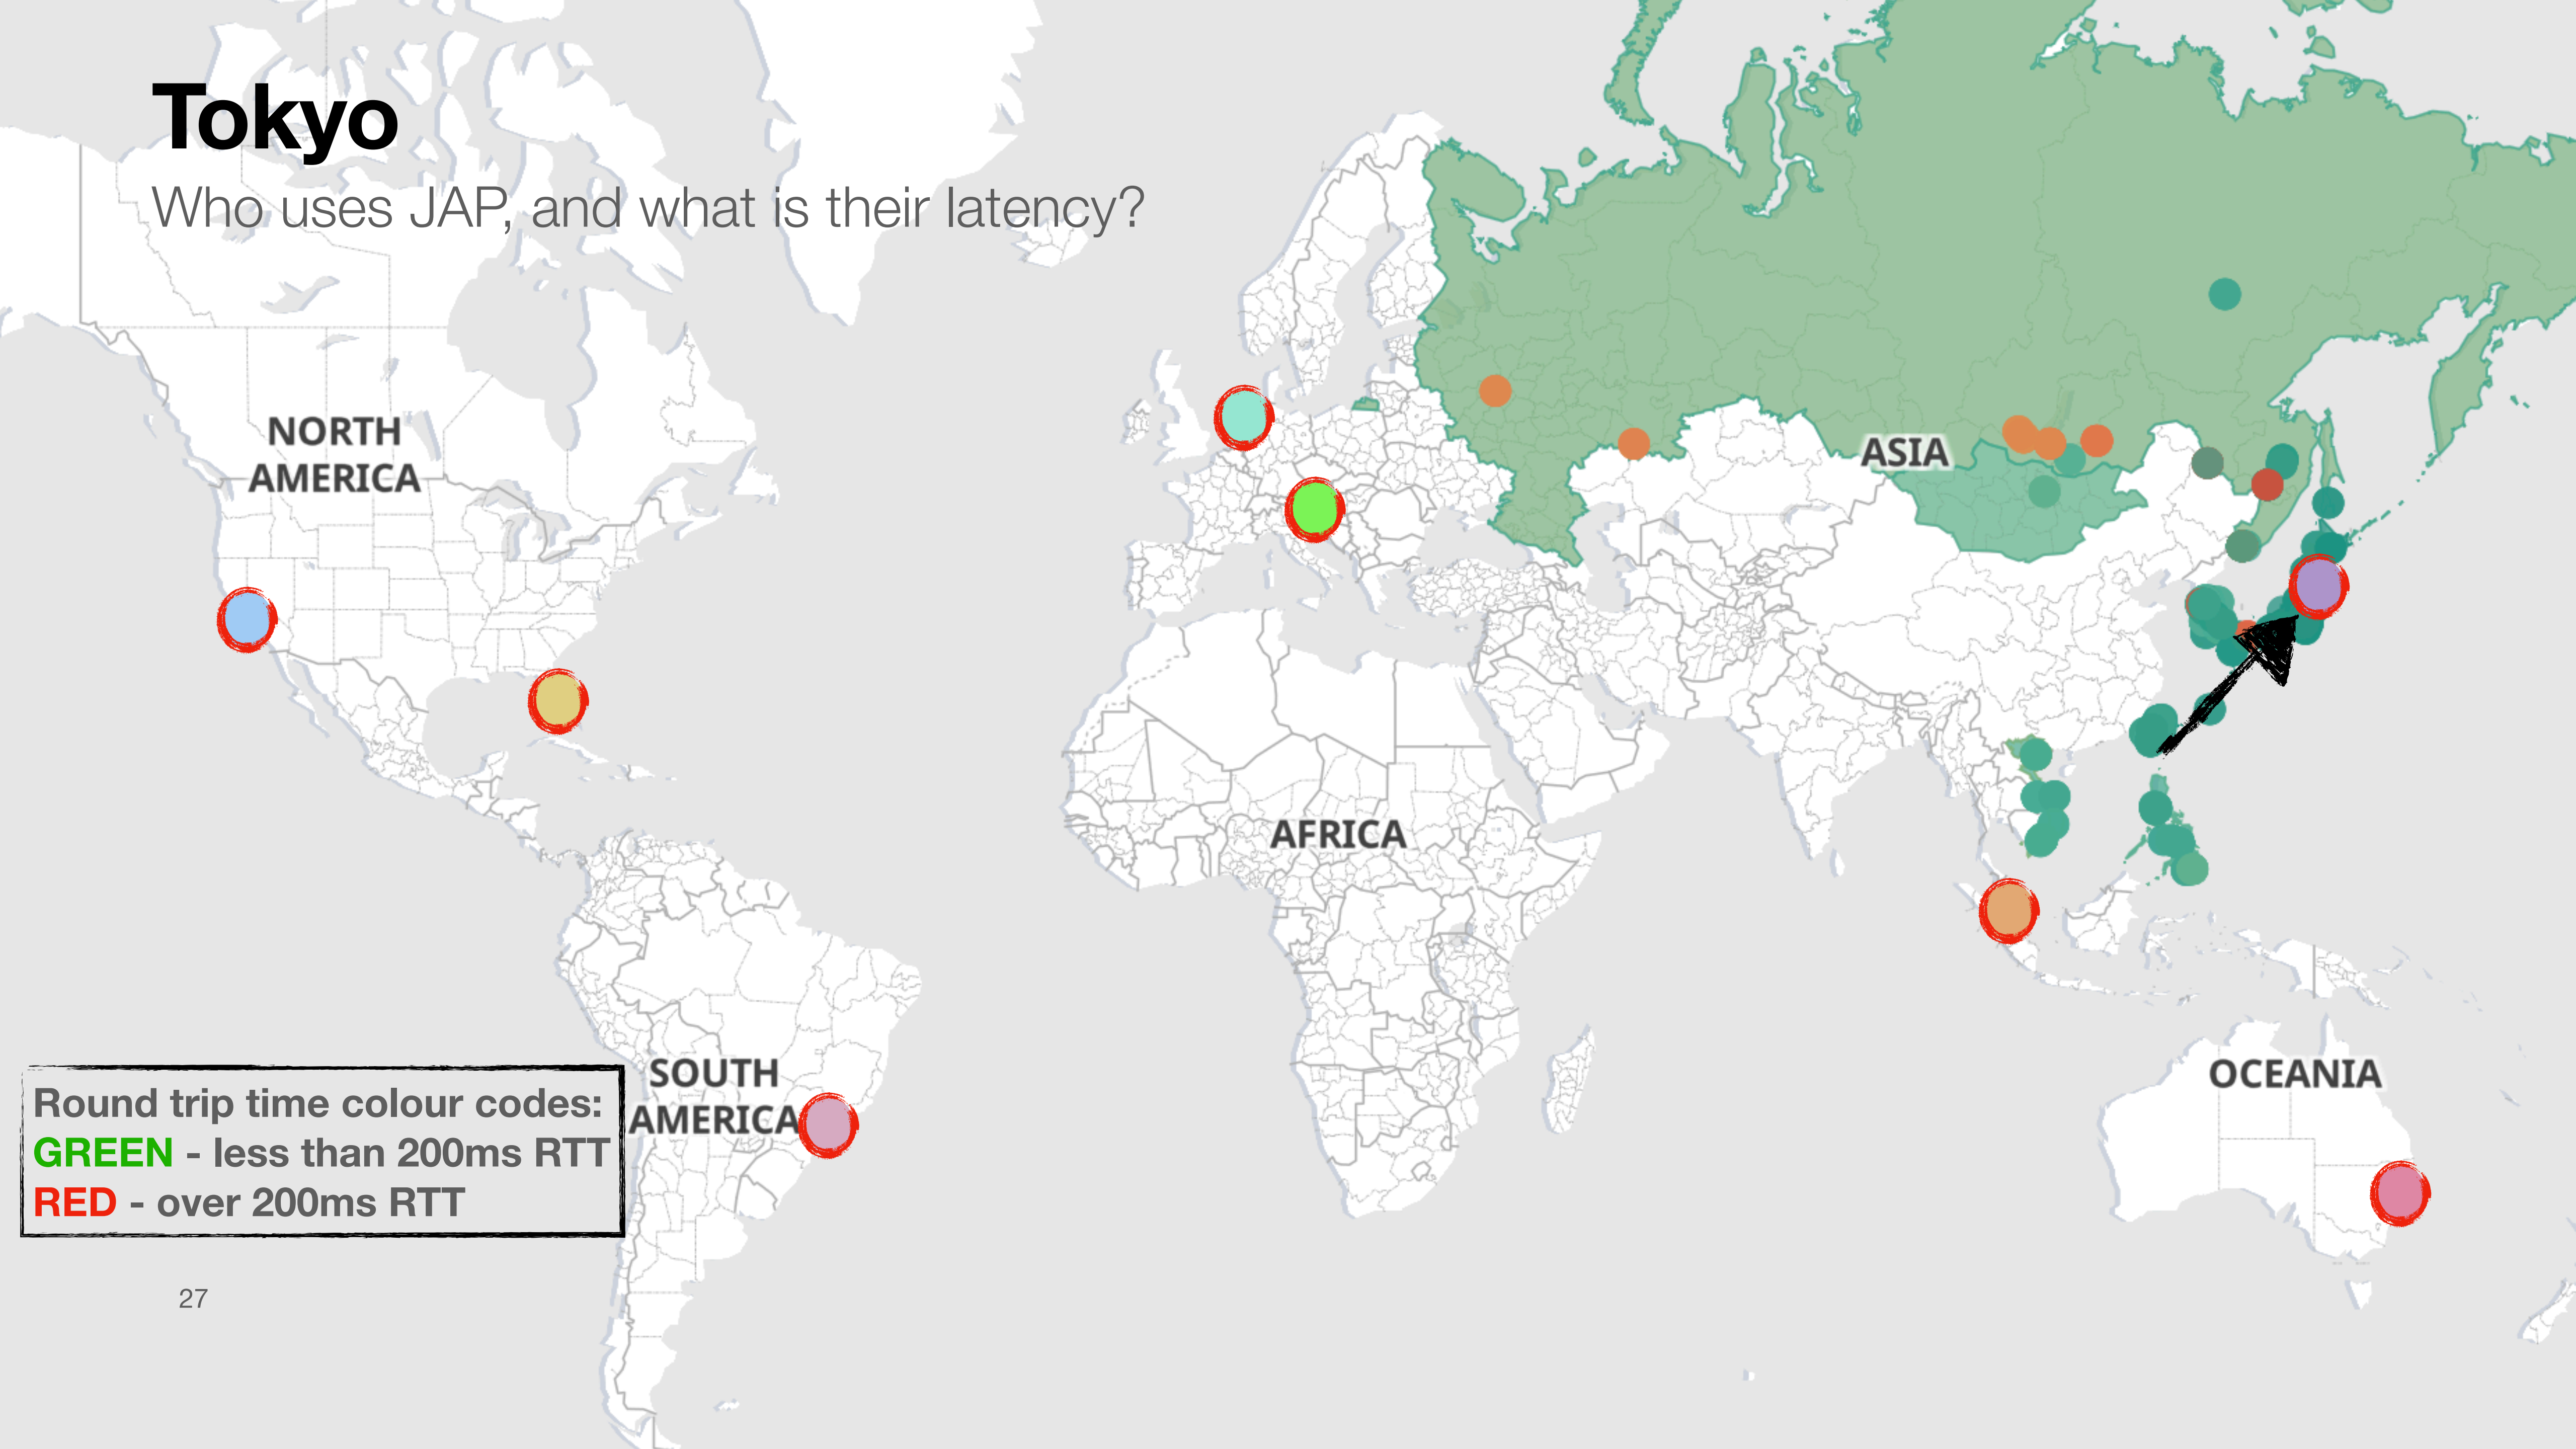 Tokyo
Who uses JAP, and what is their latency?
NORTH
AMERICA
ASIA
AFRICA
SOUTH
AMERICA
OCEANIA
Round trip time colour codes:
GREEN - less than 200ms RTT
RED - over 200ms RTT
27